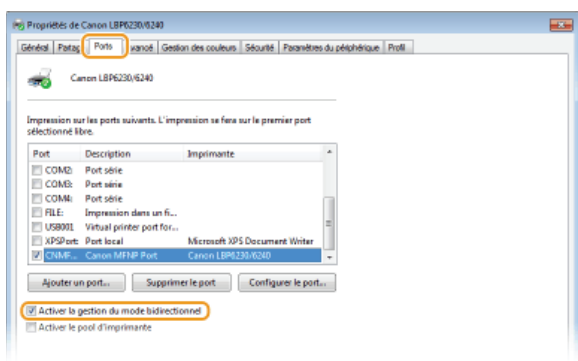 Propriétés de Canon LBP6230/6240
Général Partag Ports vancé Gestion des couleurs Sécurité Paramètres du périphérique Profil
Canon LBP6230/6240
Impression sur les ports suivants. L'impression se fera sur le premier port
sélectionné libre.
Port Description Imprimante
COM2: Port série
COM3: Port série
COM4: Port série
FILE: Impression dans un fi...
USB001 Virtual printer port for...
XPSPort: Port local Microsoft XPS Document Writer
CNMF... Canon MFNP Port Canon LBP6230/6240
Ajouter un port... Supprimer le port Configurer le port...
Activer la gestion du mode bidirectionnel
Activer le pool d'imprimante